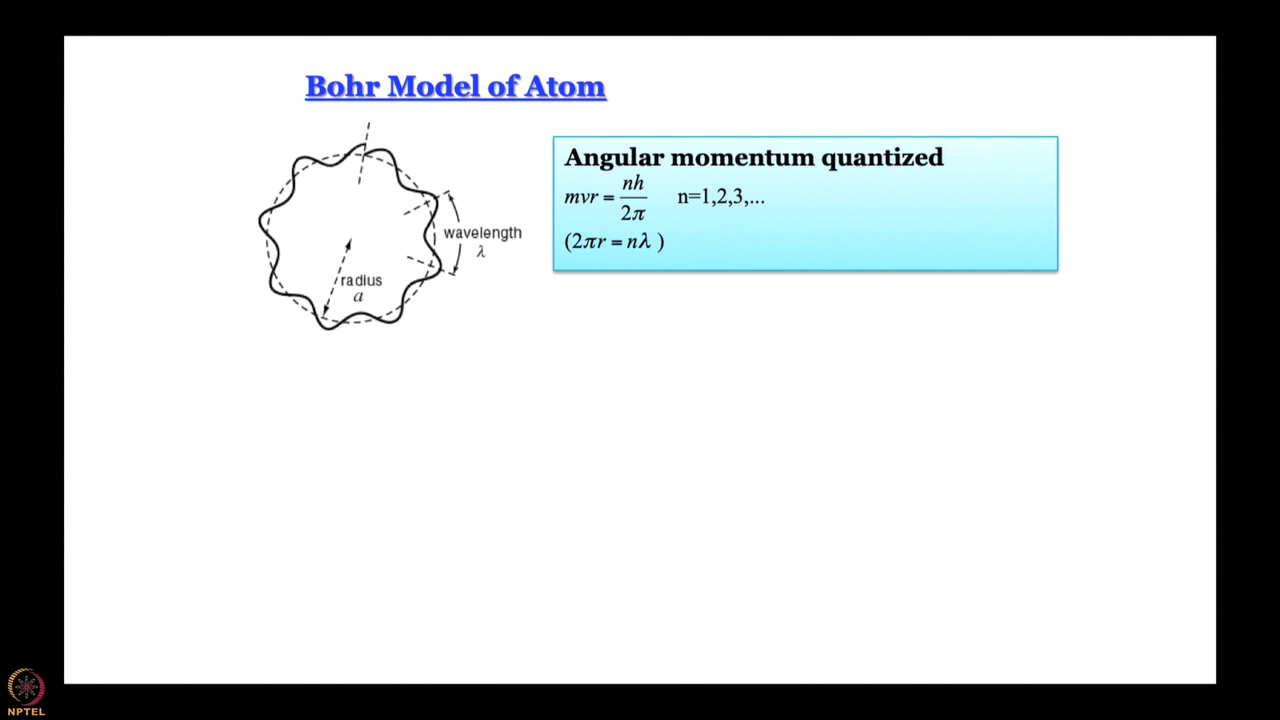 Bohr Model of Atom
wavelength
λ
radius
a
Angular momentum quantized
mvr = nh/2π n=1,2,3,...
(2πr = nλ )
NPTEL